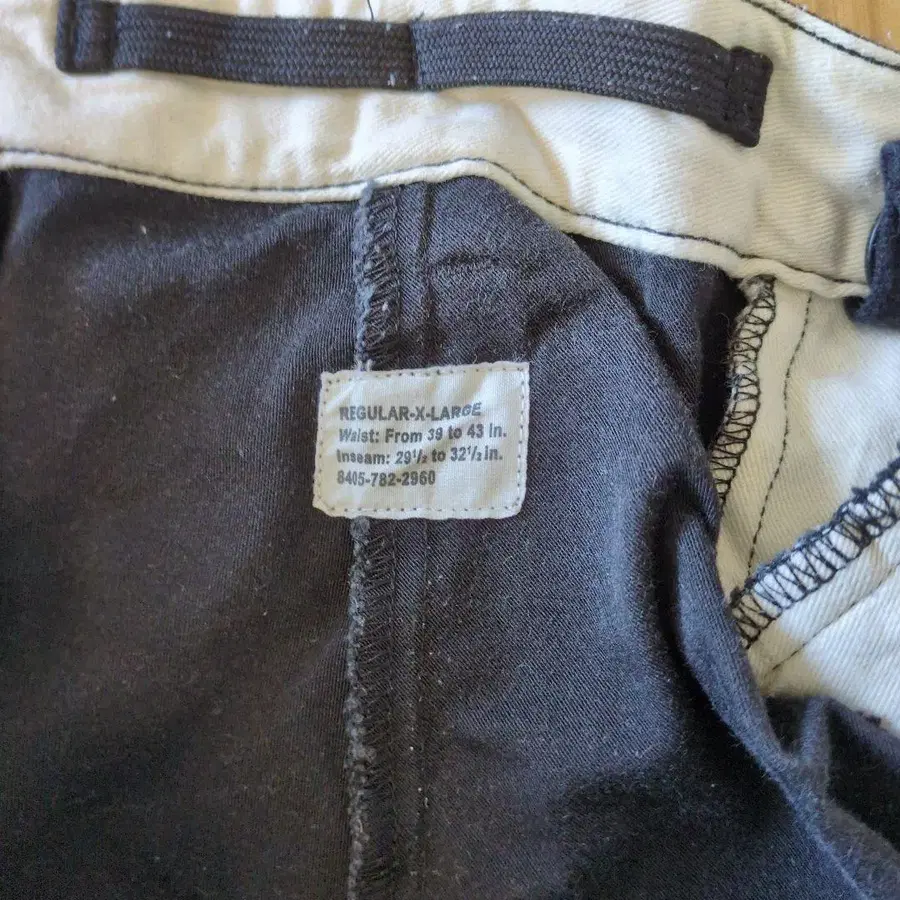 REGULAR-X-LARGE
Waist: From 39 to 43 In.
Inseam: 29½ to 32½ in.
8405-782-2960